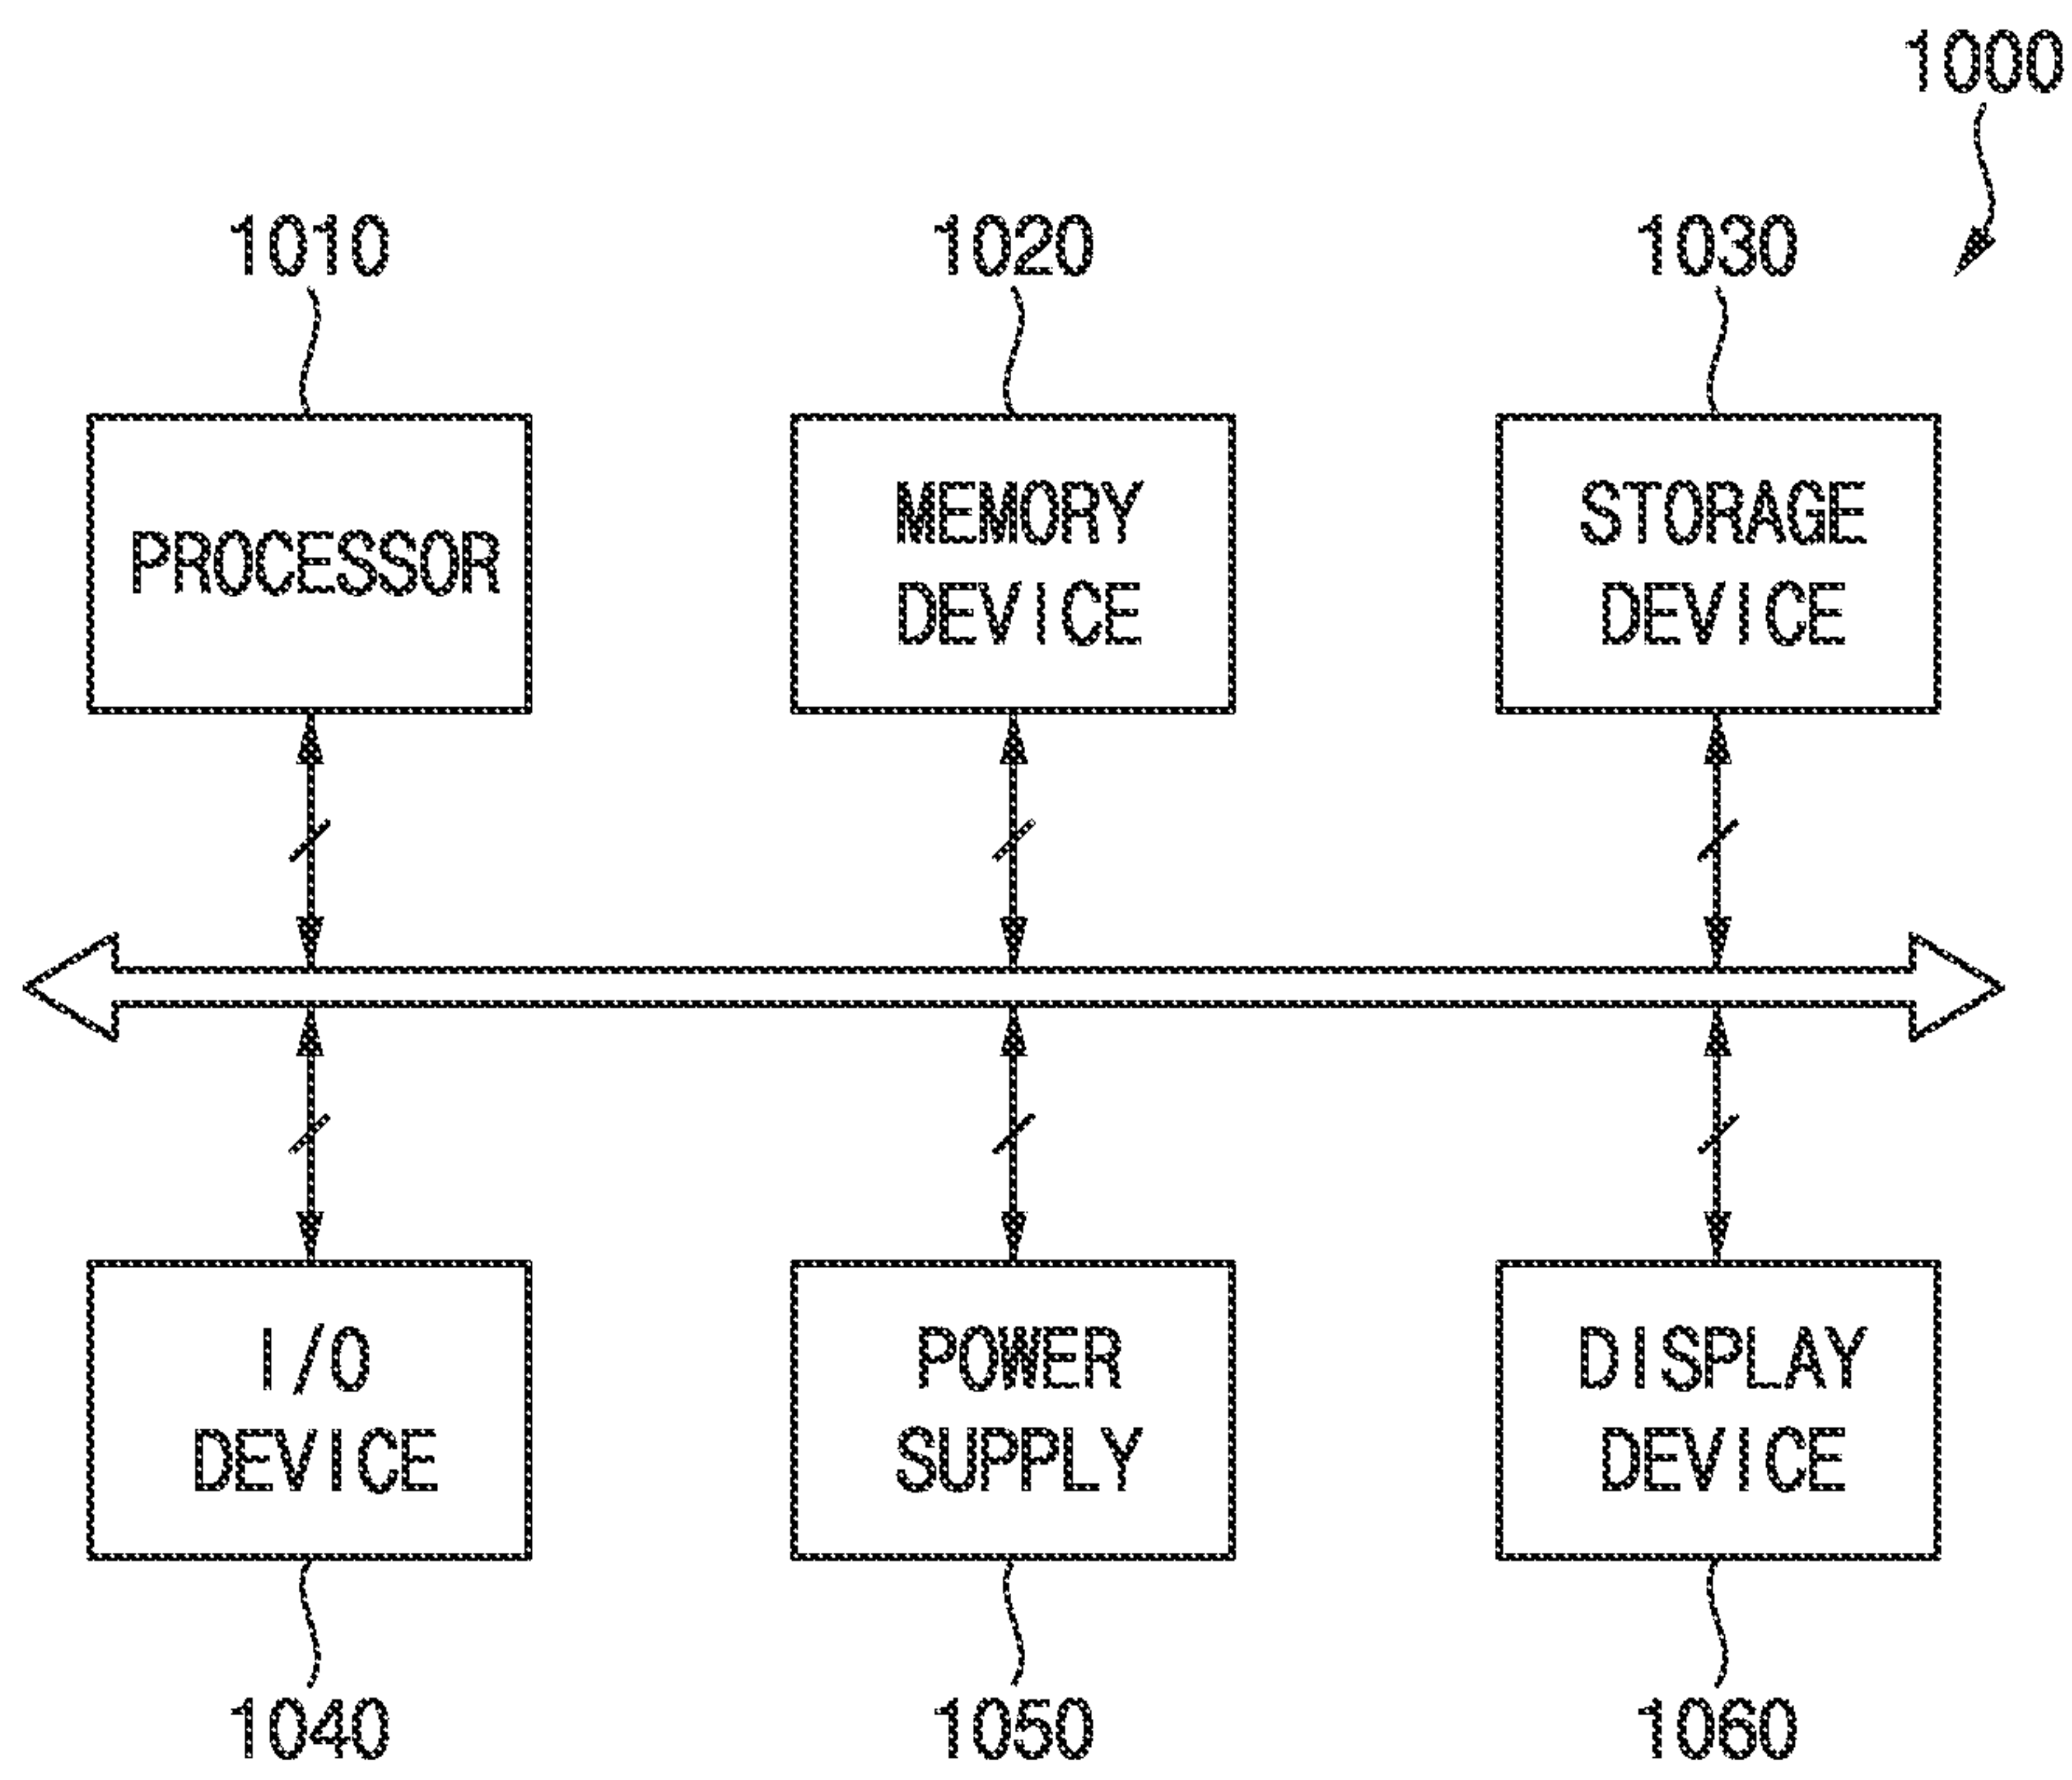 1000
1010
1020
1030
PROCESSOR
MEMORY
DEVICE
STORAGE
DEVICE
I/O
DEVICE
POWER
SUPPLY
DISPLAY
DEVICE
1040
1050
1060